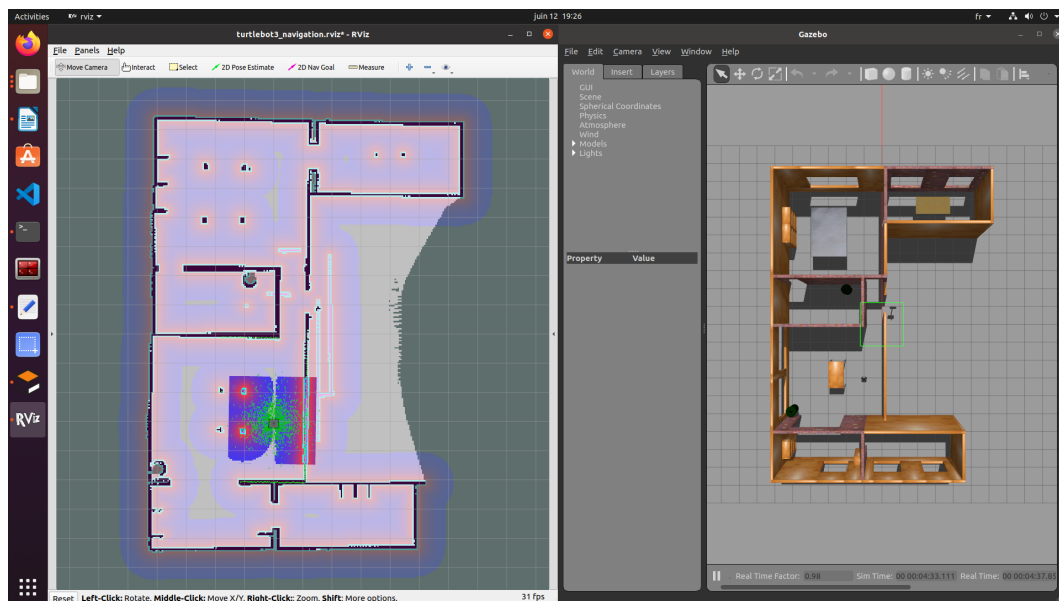 Activities
rviz
juin 12 19:26
fr
turtlebot3_navigation.rviz* - RViz
File Panels Help
Move Camera Interact Select 2D Pose Estimate 2D Nav Goal Measure
RViz
Reset Left-Click: Rotate. Middle-Click: Move X/Y. Right-Click:: Zoom. Shift: More options.
31 fps
Gazebo
File Edit Camera View Window Help
World Insert Layers
GUI
Scene
Spherical Coordinates
Physics
Atmosphere
Wind
Models
Lights
Property Value
Real Time Factor: 0.98 Sim Time: 00 00:04:33.111 Real Time: 00 00:04:37.85